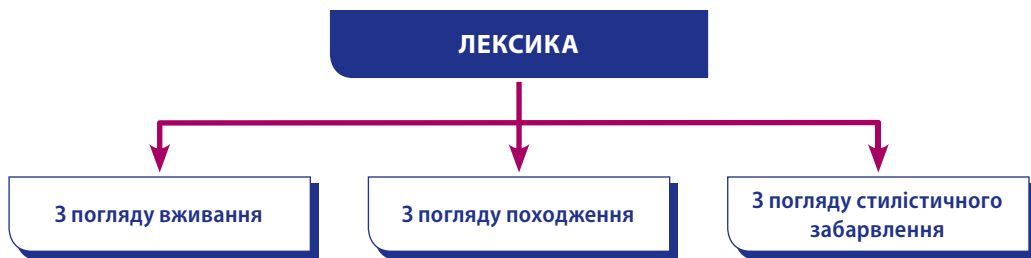 ЛЕКСИКА
З погляду вживання
З погляду походження
З погляду стилістичного
забарвлення